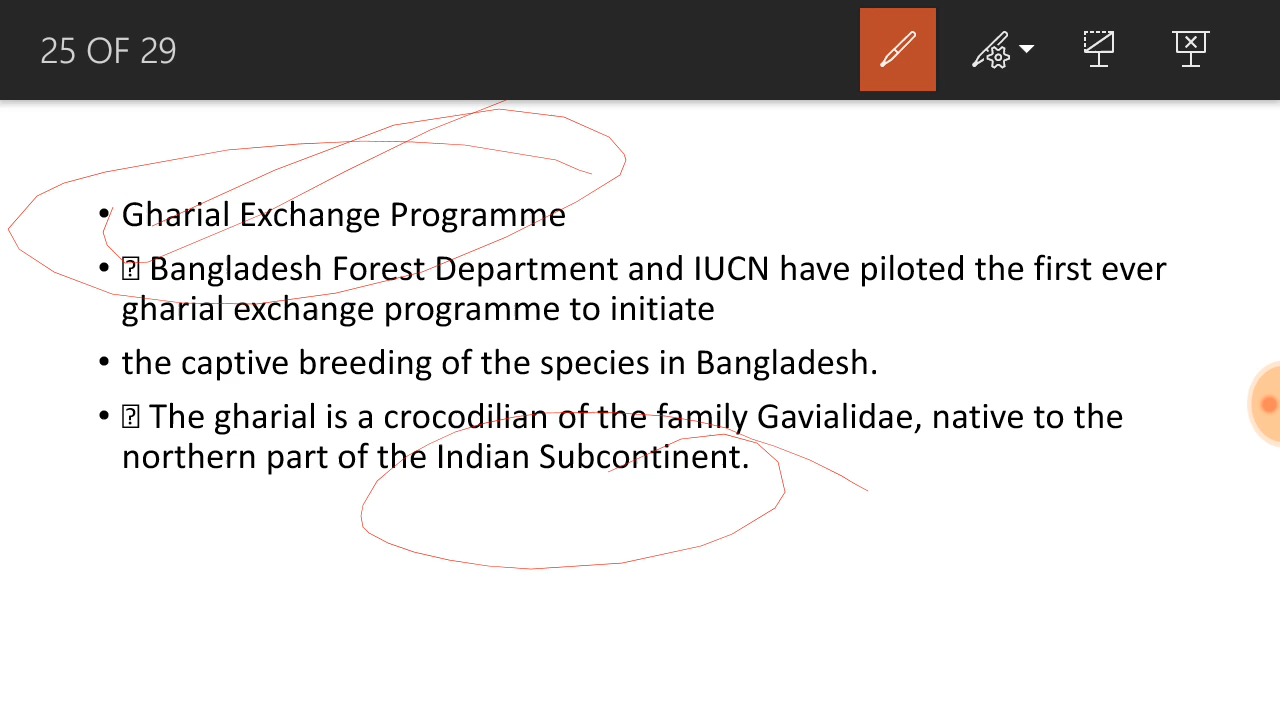 25 OF 29
• Gharial Exchange Programme
• ⍰ Bangladesh Forest Department and IUCN have piloted the first ever
gharial exchange programme to initiate
• the captive breeding of the species in Bangladesh.
• ⍰ The gharial is a crocodilian of the family Gavialidae, native to the
northern part of the Indian Subcontinent.